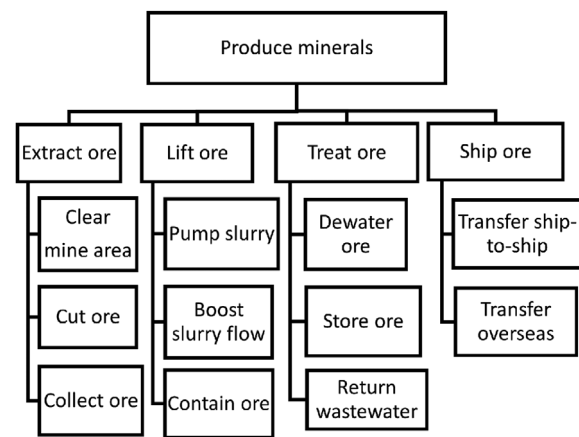 Produce minerals
Extract ore
Lift ore
Treat ore
Ship ore
Clear
mine area
Cut ore
Collect ore
Pump slurry
Boost
slurry flow
Contain ore
Dewater
ore
Store ore
Return
wastewater
Transfer ship-
to-ship
Transfer
overseas